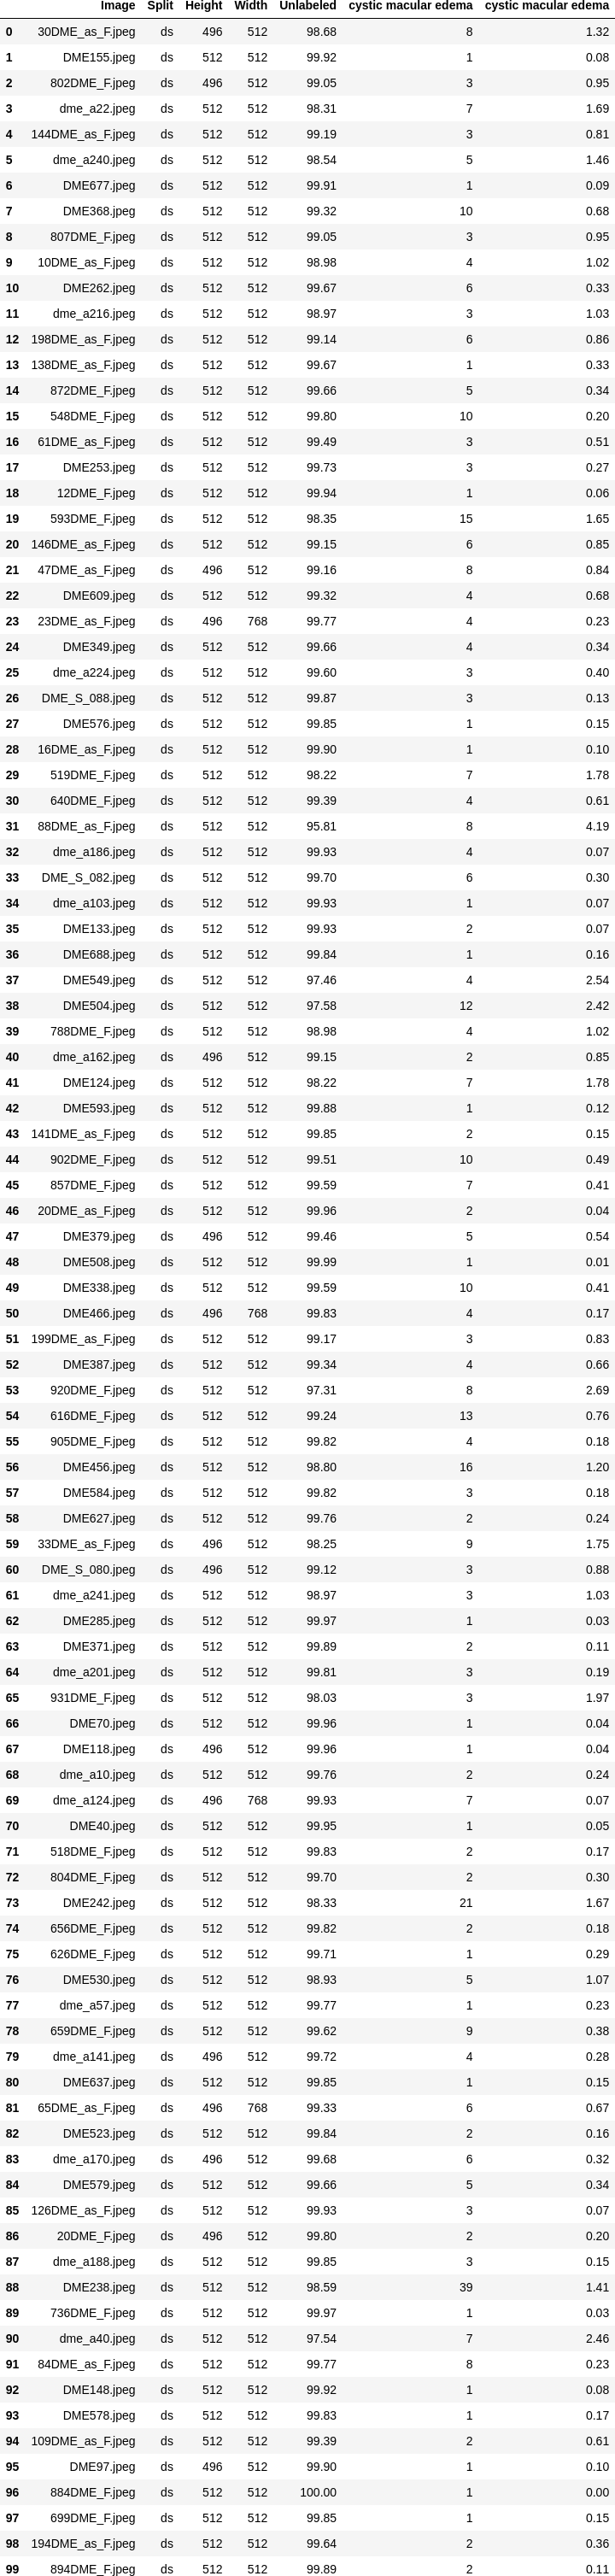 Image Split Height Width Unlabeled cystic macular edema cystic macular edema
0 30DME_F.jpeg ds 496 512 98.68 8 1.32
1 DME155.jpeg ds 512 512 99.92 1 0.08
2 802DME_F.jpeg ds 496 512 99.05 3 0.95
3 dme_a22.jpeg ds 512 512 98.31 7 1.69
4 144DME_as_F.jpeg ds 512 512 99.19 3 0.81
5 dme_a240.jpeg ds 512 512 98.54 5 1.46
6 DME677.jpeg ds 512 512 99.91 1 0.09
7 DME368.jpeg ds 512 512 99.32 10 0.68
8 807DME_F.jpeg ds 512 512 99.05 3 0.95
9 10DME_as_F.jpeg ds 512 512 98.98 4 1.02
10 DME262.jpeg ds 512 512 99.67 6 0.33
11 dme_a216.jpeg ds 512 512 98.97 3 1.03
12 198DME_as_F.jpeg ds 512 512 99.14 6 0.86
13 138DME_as_F.jpeg ds 512 512 99.67 1 0.33
14 872DME_F.jpeg ds 512 512 99.66 5 0.34
15 548DME_F.jpeg ds 512 512 99.80 10 0.20
16 61DME_as_F.jpeg ds 512 512 99.49 3 0.51
17 DME253.jpeg ds 512 512 99.73 3 0.27
18 12DME_F.jpeg ds 512 512 99.94 1 0.06
19 593DME_F.jpeg ds 512 512 98.35 15 1.65
20 146DME_as_F.jpeg ds 512 512 99.15 6 0.85
21 47DME_as_F.jpeg ds 496 512 99.16 8 0.84
22 DME609.jpeg ds 512 512 99.32 4 0.68
23 23DME_as_F.jpeg ds 496 768 99.77 4 0.23
24 DME349.jpeg ds 512 512 99.66 4 0.34
25 dme_a224.jpeg ds 512 512 99.60 3 0.40
26 DME_S_088.jpeg ds 512 512 99.87 3 0.13
27 DME576.jpeg ds 512 512 99.85 1 0.15
28 16DME_as_F.jpeg ds 512 512 99.90 1 0.10
29 519DME_F.jpeg ds 512 512 98.22 7 1.78
30 640DME_F.jpeg ds 512 512 99.39 4 0.61
31 88DME_as_F.jpeg ds 512 512 95.81 8 4.19
32 dme_a186.jpeg ds 512 512 99.93 4 0.07
33 DME_S_082.jpeg ds 512 512 99.70 6 0.30
34 dme_a103.jpeg ds 512 512 99.93 1 0.07
35 DME133.jpeg ds 512 512 99.93 2 0.07
36 DME688.jpeg ds 512 512 99.84 1 0.16
37 DME549.jpeg ds 512 512 97.46 4 2.54
38 DME504.jpeg ds 512 512 97.58 12 2.42
39 788DME_F.jpeg ds 512 512 98.98 4 1.02
40 dme_a162.jpeg ds 496 512 99.15 2 0.85
41 DME124.jpeg ds 512 512 98.22 7 1.78
42 DME593.jpeg ds 512 512 99.88 1 0.12
43 141DME_as_F.jpeg ds 512 512 99.85 2 0.15
44 902DME_F.jpeg ds 512 512 99.51 10 0.49
45 857DME_F.jpeg ds 512 512 99.59 7 0.41
46 20DME_as_F.jpeg ds 512 512 99.96 2 0.04
47 DME379.jpeg ds 496 512 99.46 5 0.54
48 DME508.jpeg ds 512 512 99.99 1 0.01
49 DME338.jpeg ds 512 512 99.59 10 0.41
50 DME466.jpeg ds 496 768 99.83 4 0.17
51 199DME_as_F.jpeg ds 512 512 99.17 3 0.83
52 DME387.jpeg ds 512 512 99.34 4 0.66
53 920DME_F.jpeg ds 512 512 97.31 8 2.69
54 616DME_F.jpeg ds 512 512 99.24 13 0.76
55 905DME_F.jpeg ds 512 512 99.82 4 0.18
56 DME456.jpeg ds 512 512 98.80 16 1.20
57 DME584.jpeg ds 512 512 99.82 3 0.18
58 DME627.jpeg ds 512 512 99.76 2 0.24
59 33DME_as_F.jpeg ds 496 512 98.25 9 1.75
60 DME_S_080.jpeg ds 496 512 99.12 3 0.88
61 dme_a241.jpeg ds 512 512 98.97 3 1.03
62 DME285.jpeg ds 512 512 99.97 1 0.03
63 DME371.jpeg ds 512 512 99.89 2 0.11
64 dme_a201.jpeg ds 512 512 99.81 3 0.19
65 931DME_F.jpeg ds 512 512 98.03 3 1.97
66 DME70.jpeg ds 512 512 99.96 1 0.04
67 DME118.jpeg ds 496 512 99.96 1 0.04
68 dme_a10.jpeg ds 512 512 99.76 2 0.24
69 dme_a124.jpeg ds 496 768 99.93 7 0.07
70 DME40.jpeg ds 512 512 99.95 1 0.05
71 518DME_F.jpeg ds 512 512 99.83 2 0.17
72 804DME_F.jpeg ds 512 512 99.70 2 0.30
73 DME242.jpeg ds 512 512 98.33 21 1.67
74 656DME_F.jpeg ds 512 512 99.82 2 0.18
75 626DME_F.jpeg ds 512 512 99.71 1 0.29
76 DME530.jpeg ds 512 512 98.93 5 1.07
77 dme_a57.jpeg ds 512 512 99.77 1 0.23
78 659DME_F.jpeg ds 512 512 99.62 9 0.38
79 dme_a141.jpeg ds 496 512 99.72 4 0.28
80 DME637.jpeg ds 512 512 99.85 1 0.15
81 65DME_as_F.jpeg ds 496 768 99.33 6 0.67
82 DME523.jpeg ds 512 512 99.84 2 0.16
83 dme_a170.jpeg ds 496 512 99.68 6 0.32
84 DME579.jpeg ds 512 512 99.66 5 0.34
85 126DME_as_F.jpeg ds 512 512 99.93 3 0.07
86 20DME_F.jpeg ds 496 512 99.80 2 0.20
87 dme_a188.jpeg ds 512 512 99.85 3 0.15
88 DME238.jpeg ds 512 512 98.59 39 1.41
89 736DME_F.jpeg ds 512 512 99.97 1 0.03
90 dme_a40.jpeg ds 512 512 97.54 7 2.46
91 84DME_as_F.jpeg ds 512 512 99.77 8 0.23
92 DME148.jpeg ds 512 512 99.92 1 0.08
93 DME578.jpeg ds 512 512 99.83 1 0.17
94 109DME_as_F.jpeg ds 512 512 99.39 2 0.61
95 DME97.jpeg ds 496 512 99.90 1 0.10
96 884DME_F.jpeg ds 512 512 100.00 1 0.00
97 699DME_F.jpeg ds 512 512 99.85 1 0.15
98 194DME_as_F.jpeg ds 512 512 99.64 2 0.36
99 894DME_F.jpeg ds 512 512 99.89 2 0.11